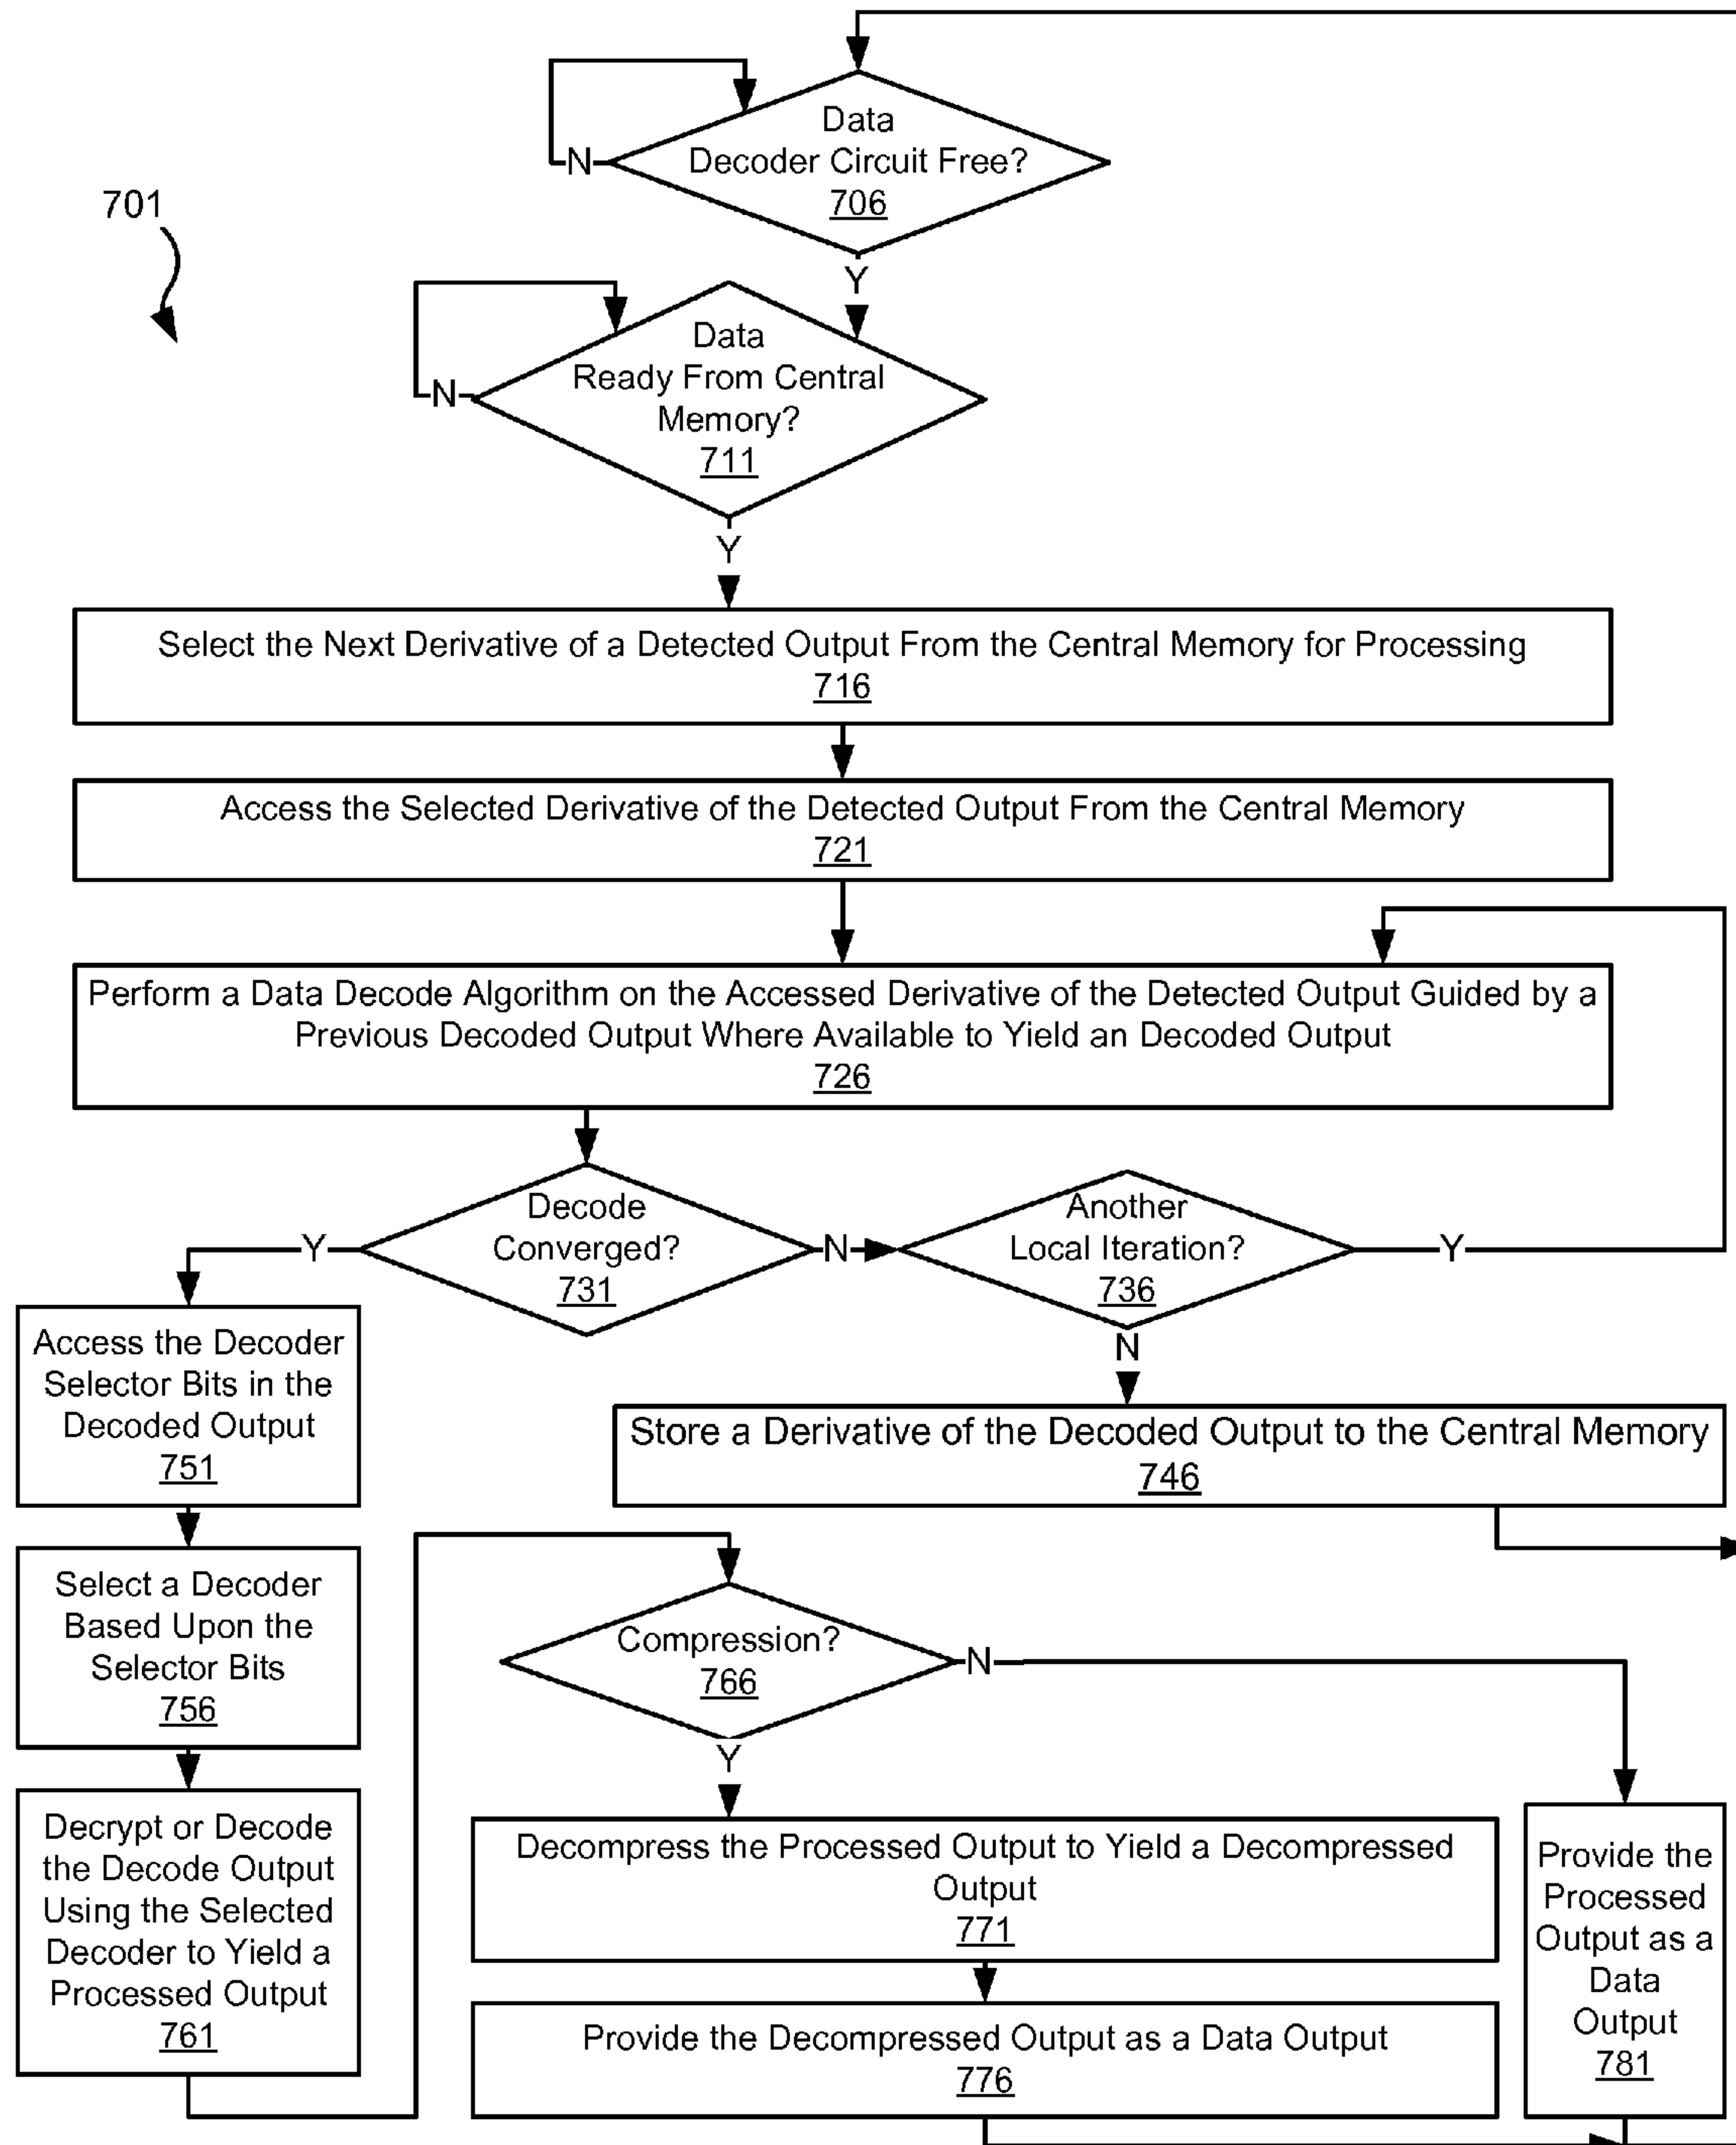 Data
Decoder Circuit Free?
706
N
Y
701
Data
Ready From Central
Memory?
711
N
Y
Select the Next Derivative of a Detected Output From the Central Memory for Processing
716
Access the Selected Derivative of the Detected Output From the Central Memory
721
Perform a Data Decode Algorithm on the Accessed Derivative of the Detected Output Guided by a
Previous Decoded Output Where Available to Yield an Decoded Output
726
Decode
Converged?
731
Y
N
Another
Local Iteration?
736
Y
N
Access the Decoder
Selector Bits in the
Decoded Output
751
Store a Derivative of the Decoded Output to the Central Memory
746
Select a Decoder
Based Upon the
Selector Bits
756
Compression?
766
N
Y
Decrypt or Decode
the Decode Output
Using the Selected
Decoder to Yield a
Processed Output
761
Decompress the Processed Output to Yield a Decompressed
Output
771
Provide the Decompressed Output as a Data Output
776
Provide the
Processed
Output as a
Data
Output
781